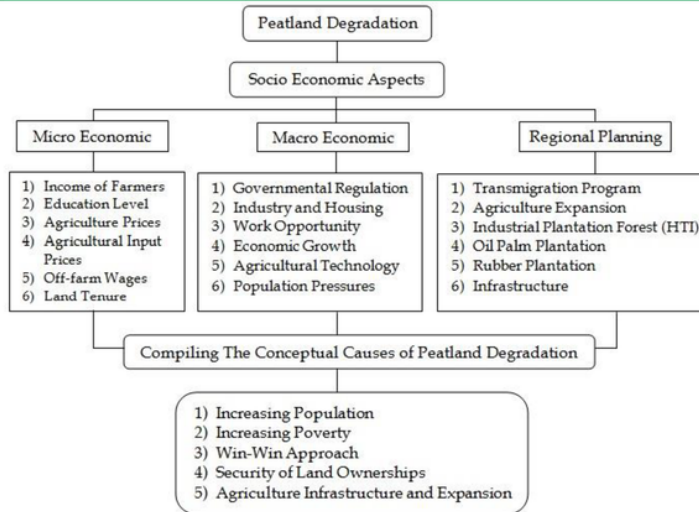 Peatland Degradation
Socio Economic Aspects
Micro Economic
1) Income of Farmers
2) Education Level
3) Agriculture Prices
4) Agricultural Input
Prices
5) Off-farm Wages
6) Land Tenure
Macro Economic
1) Governmental Regulation
2) Industry and Housing
3) Work Opportunity
4) Economic Growth
5) Agricultural Technology
6) Population Pressures
Regional Planning
1) Transmigration Program
2) Agriculture Expansion
3) Industrial Plantation Forest (HTI)
4) Oil Palm Plantation
5) Rubber Plantation
6) Infrastructure
Compiling The Conceptual Causes of Peatland Degradation
1) Increasing Population
2) Increasing Poverty
3) Win-Win Approach
4) Security of Land Ownerships
5) Agriculture Infrastructure and Expansion